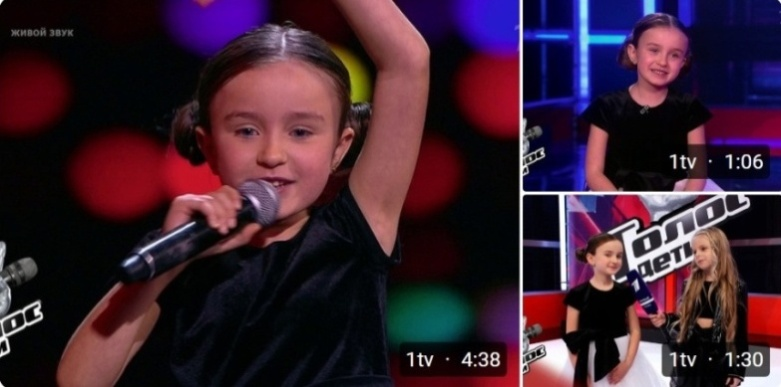 ЖИВОЙ ЗВУК
1tv · 4:38
1tv · 1:06
Голос
дети
1tv · 1:30